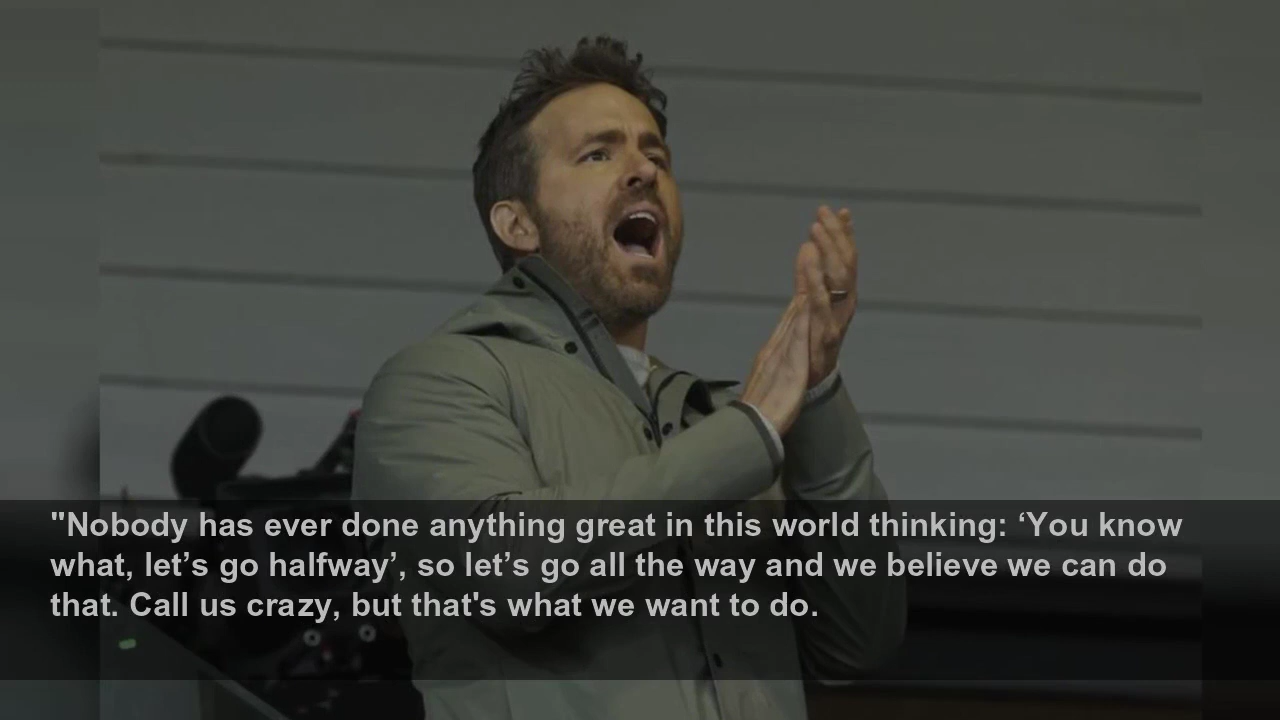 "Nobody has ever done anything great in this world thinking: ‘You know
what, let’s go halfway’, so let’s go all the way and we believe we can do
that. Call us crazy, but that's what we want to do.